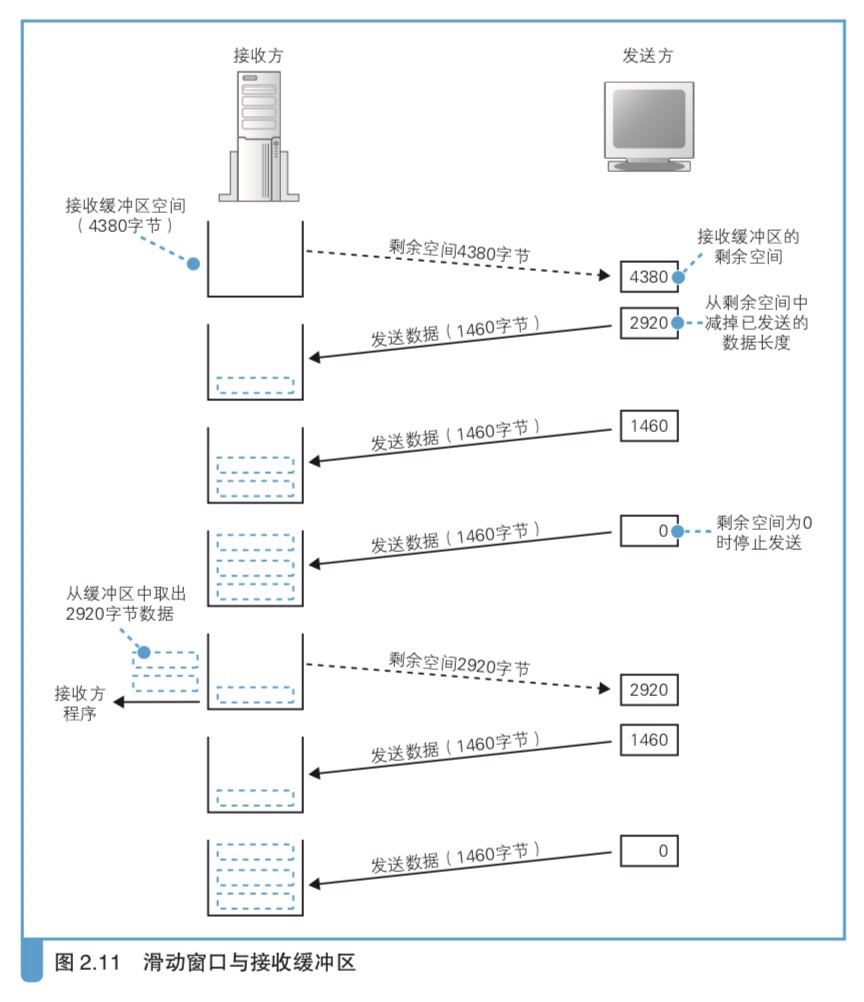 接收方
发送方
接收缓冲区空间
（4380字节）
剩余空间4380字节
4380
接收缓冲区的
剩余空间
发送数据（1460字节）
2920
从剩余空间中
减掉已发送的
数据长度
发送数据（1460字节）
1460
发送数据（1460字节）
0
剩余空间为0
时停止发送
从缓冲区中取出
2920字节数据
接收方
程序
剩余空间2920字节
2920
发送数据（1460字节）
1460
发送数据（1460字节）
0
图 2.11 滑动窗口与接收缓冲区